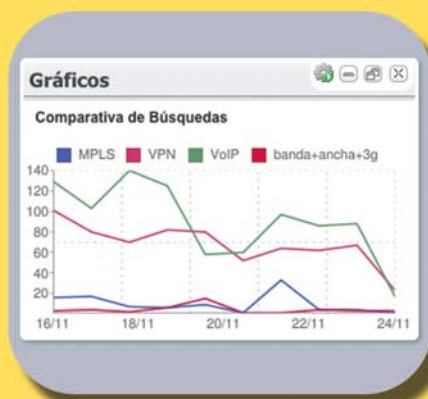 Gráficos
Comparativa de Búsquedas
MPLS VPN VoIP banda+ancha+3g
140
120
100
80
60
40
20
16/11 18/11 20/11 22/11 24/11